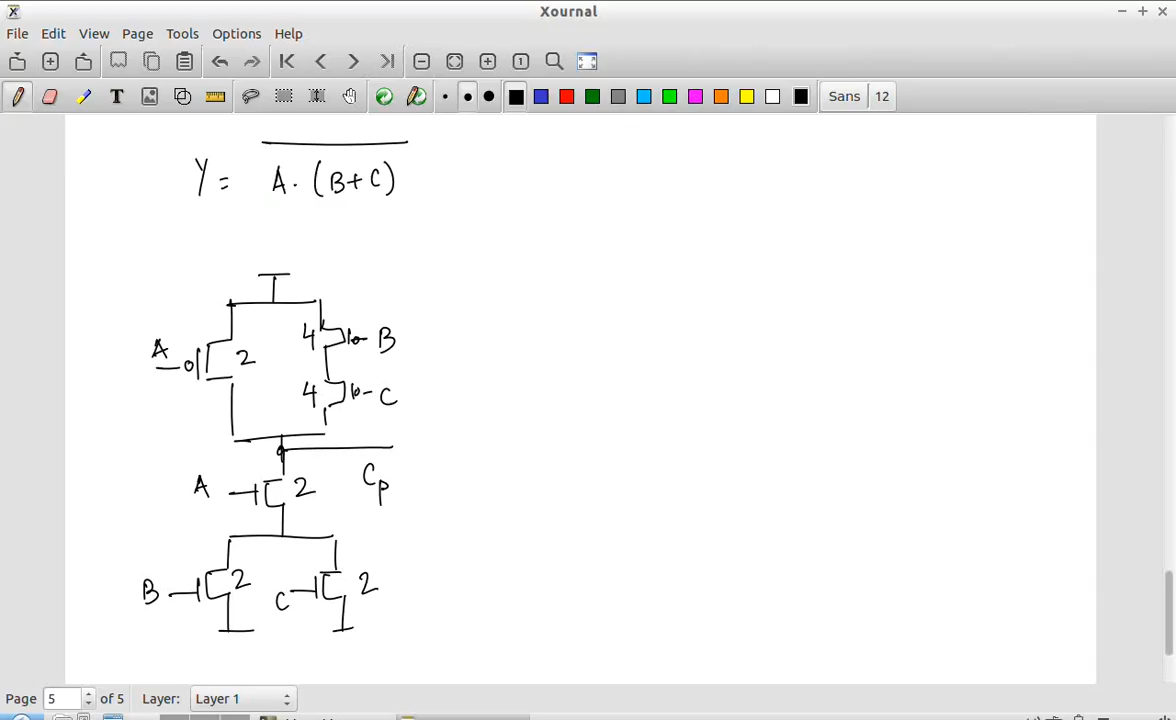 Xournal
File Edit View Page Tools Options Help
Sans 12
Y = A. (B+C)
A 2 4 B
4 C
A 2 Cp
B 2 C 2
Page 5 of 5 Layer: Layer 1